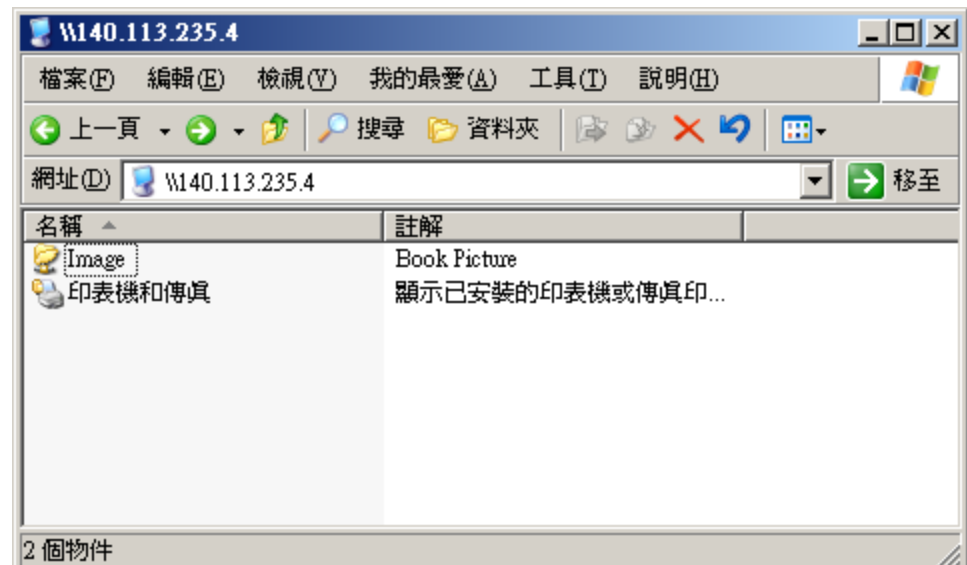 \\140.113.235.4
檔案(F) 編輯(E) 檢視(V) 我的最愛(A) 工具(T) 說明(H)
上一頁 搜尋 資料夾
網址(D) \\140.113.235.4 移至
名稱 註解
Image Book Picture
印表機和傳真 顯示已安裝的印表機或傳真印...
2 個物件